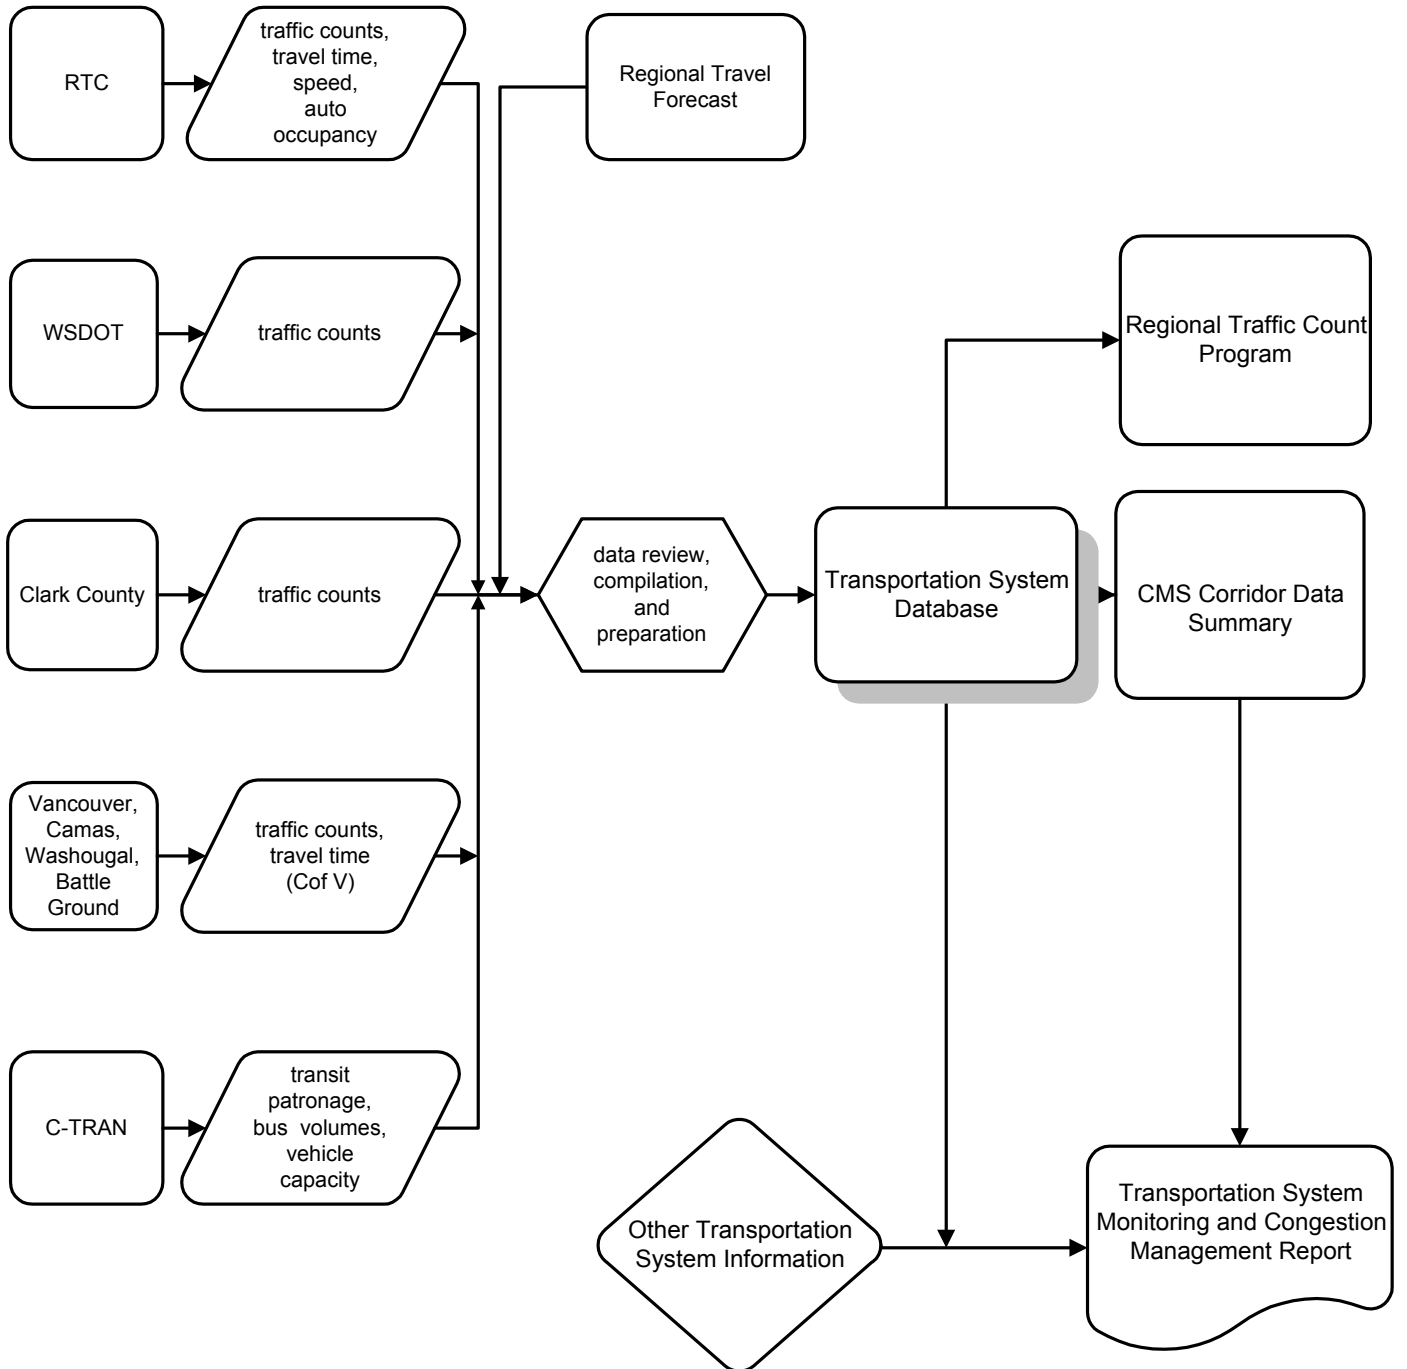 RTC
traffic counts,
travel time,
speed,
auto
occupancy
Regional Travel
Forecast
WSDOT
traffic counts
Regional Traffic Count
Program
Clark County
traffic counts
data review,
compilation,
and
preparation
Transportation System
Database
CMS Corridor Data
Summary
Vancouver,
Camas,
Washougal,
Battle
Ground
traffic counts,
travel time
(Cof V)
C-TRAN
transit
patronage,
bus volumes,
vehicle
capacity
Other Transportation
System Information
Transportation System
Monitoring and Congestion
Management Report